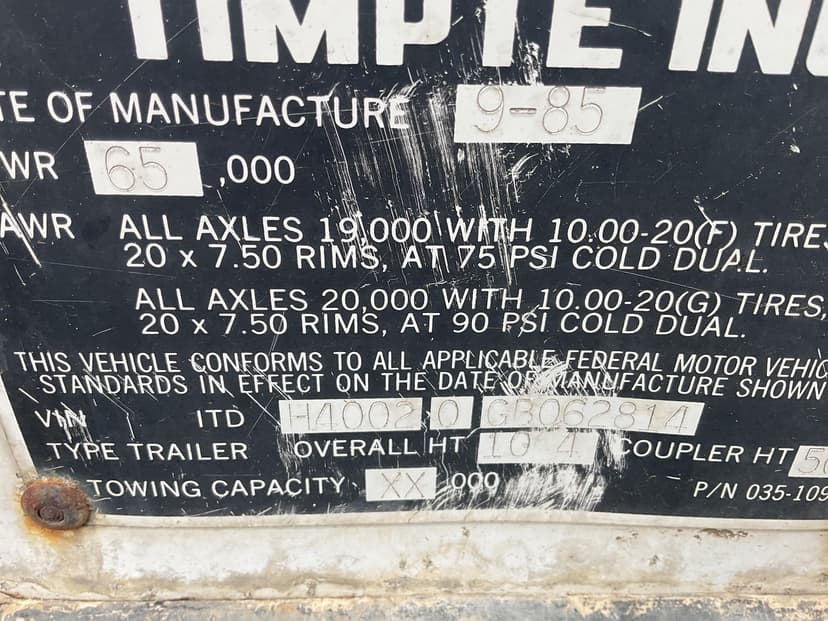 TIMPTE INC
TE OF MANUFACTURE 9-85
WR 65 ,000
AWR ALL AXLES 19,000 WITH 10.00-20(F) TIRES
20 x 7.50 RIMS, AT 75 PSI COLD DUAL.
ALL AXLES 20,000 WITH 10.00-20(G) TIRES,
20 x 7.50 RIMS, AT 90 PSI COLD DUAL.
THIS VEHICLE CONFORMS TO ALL APPLICABLE FEDERAL MOTOR VEHIC
STANDARDS IN EFFECT ON THE DATE OF MANUFACTURE SHOWN
VIN 1TD H4002 0 GB062814
TYPE TRAILER OVERALL HT 10 4 COUPLER HT
TOWING CAPACITY XX ,000 P/N 035-109